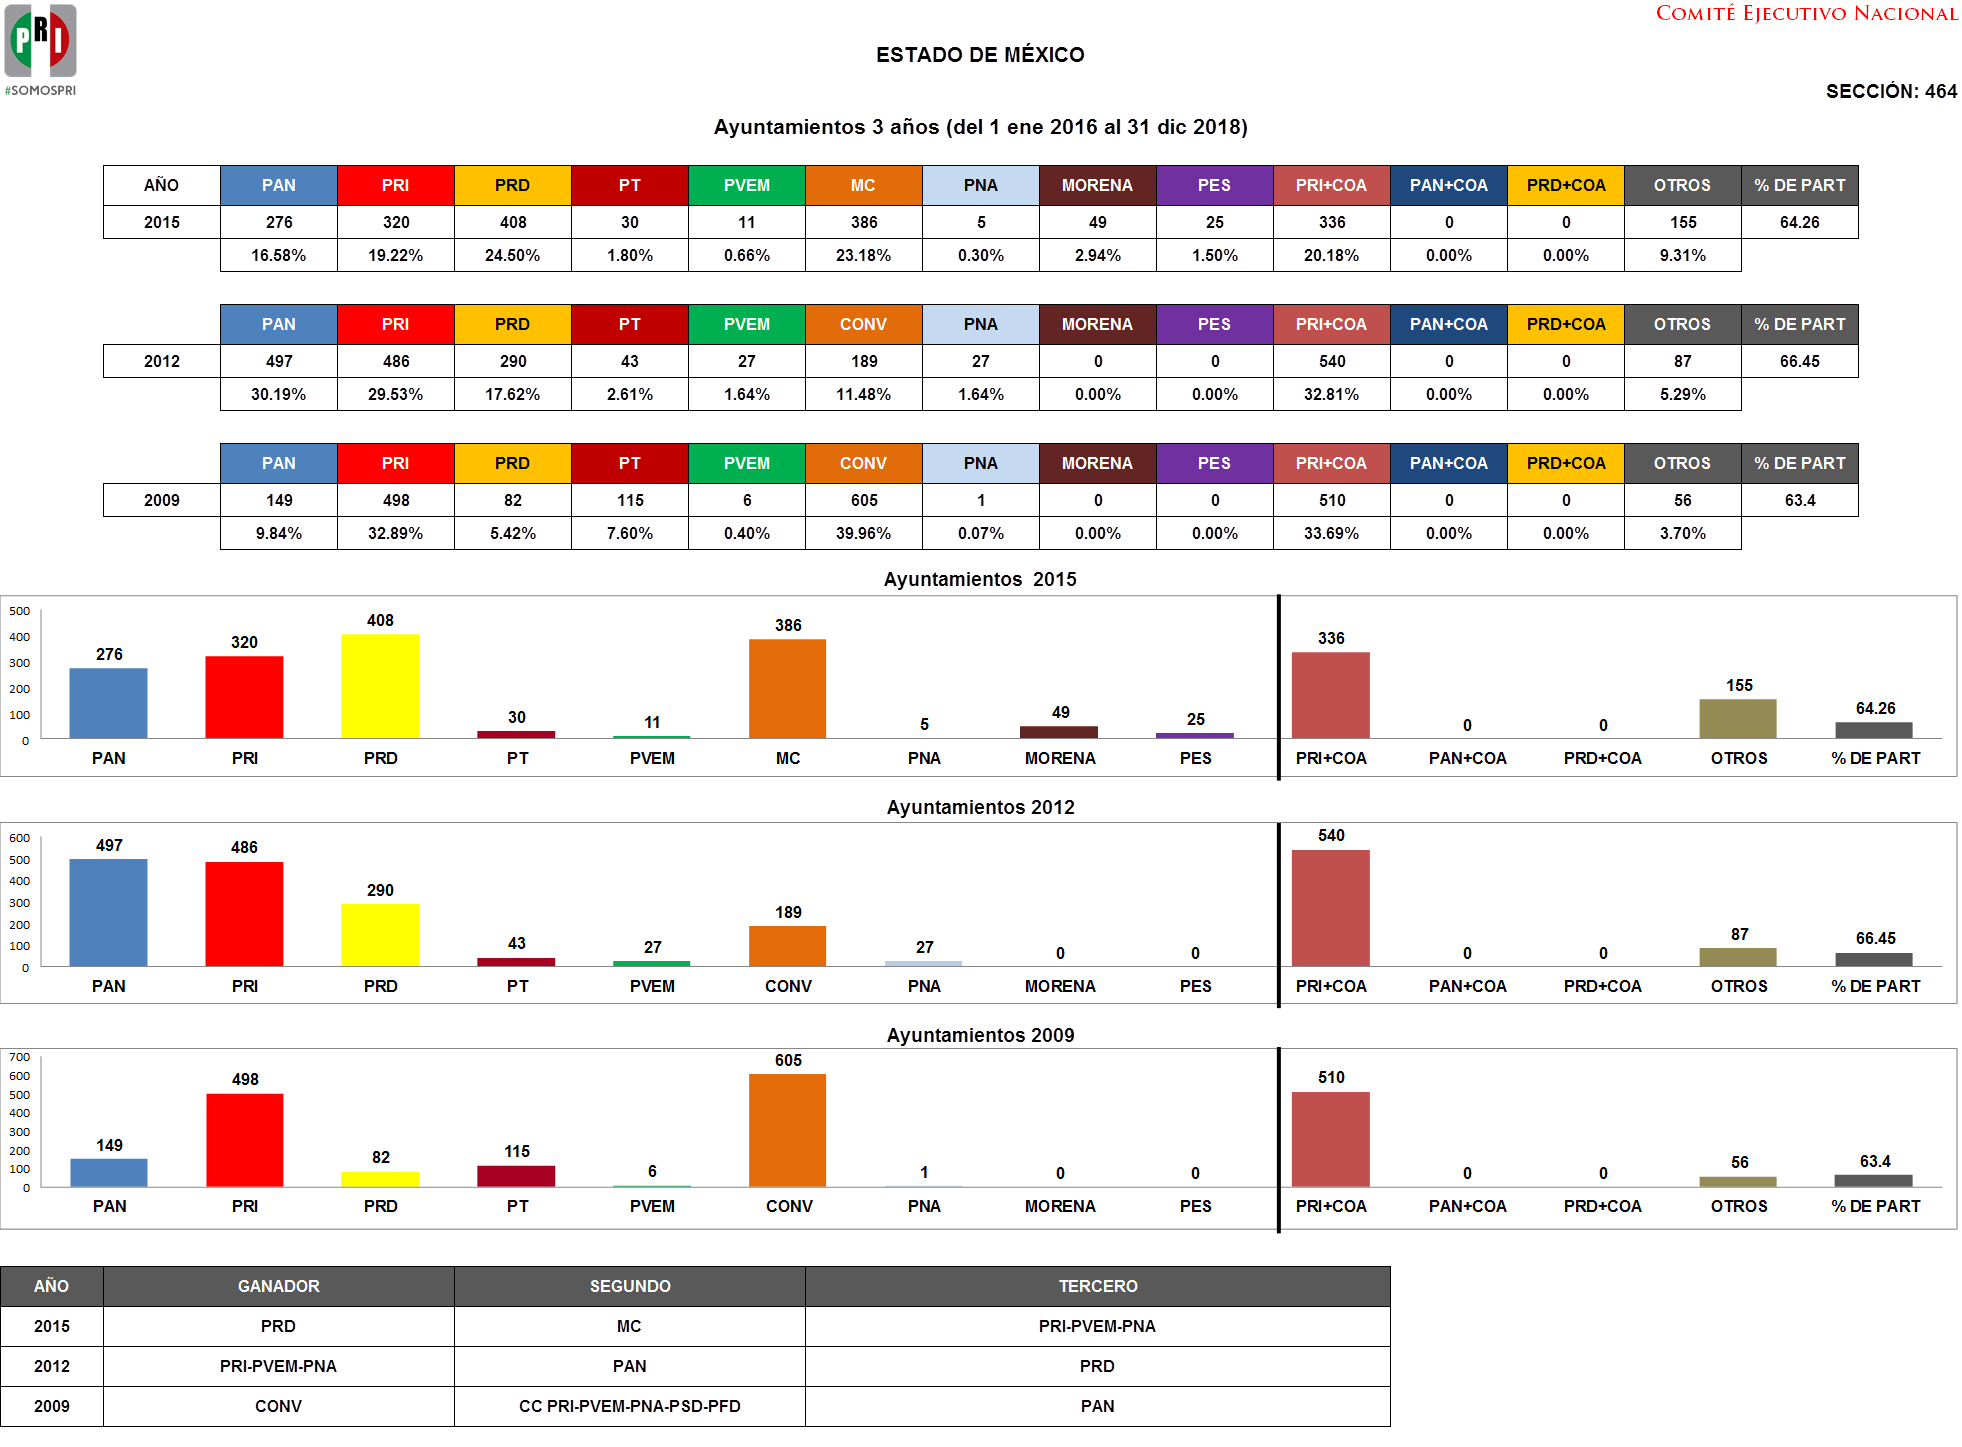 PRI
#SOMOSPRI
COMITÉ EJECUTIVO NACIONAL
ESTADO DE MÉXICO
SECCIÓN: 464
Ayuntamientos 3 años (del 1 ene 2016 al 31 dic 2018)
AÑO PAN PRI PRD PT PVEM MC PNA MORENA PES PRI+COA PAN+COA PRD+COA OTROS % DE PART
2015 276 320 408 30 11 386 5 49 25 336 0 0 155 64.26
16.58% 19.22% 24.50% 1.80% 0.66% 23.18% 0.30% 2.94% 1.50% 20.18% 0.00% 0.00% 9.31%
PAN PRI PRD PT PVEM CONV PNA MORENA PES PRI+COA PAN+COA PRD+COA OTROS % DE PART
2012 497 486 290 43 27 189 27 0 0 540 0 0 87 66.45
30.19% 29.53% 17.62% 2.61% 1.64% 11.48% 1.64% 0.00% 0.00% 32.81% 0.00% 0.00% 5.29%
PAN PRI PRD PT PVEM CONV PNA MORENA PES PRI+COA PAN+COA PRD+COA OTROS % DE PART
2009 149 498 82 115 6 605 1 0 0 510 0 0 56 63.4
9.84% 32.89% 5.42% 7.60% 0.40% 39.96% 0.07% 0.00% 0.00% 33.69% 0.00% 0.00% 3.70%
Ayuntamientos 2015
500
400
300
200
100
0
276 320 408 30 11 386 5 49 25 336 0 0 155 64.26
PAN PRI PRD PT PVEM MC PNA MORENA PES PRI+COA PAN+COA PRD+COA OTROS % DE PART
Ayuntamientos 2012
600
500
400
300
200
100
0
497 486 290 43 27 189 27 0 0 540 0 0 87 66.45
PAN PRI PRD PT PVEM CONV PNA MORENA PES PRI+COA PAN+COA PRD+COA OTROS % DE PART
Ayuntamientos 2009
700
600
500
400
300
200
100
0
149 498 82 115 6 605 1 0 0 510 0 0 56 63.4
PAN PRI PRD PT PVEM CONV PNA MORENA PES PRI+COA PAN+COA PRD+COA OTROS % DE PART
AÑO GANADOR SEGUNDO TERCERO
2015 PRD MC PRI-PVEM-PNA
2012 PRI-PVEM-PNA PAN PRD
2009 CONV CC PRI-PVEM-PNA-PSD-PFD PAN